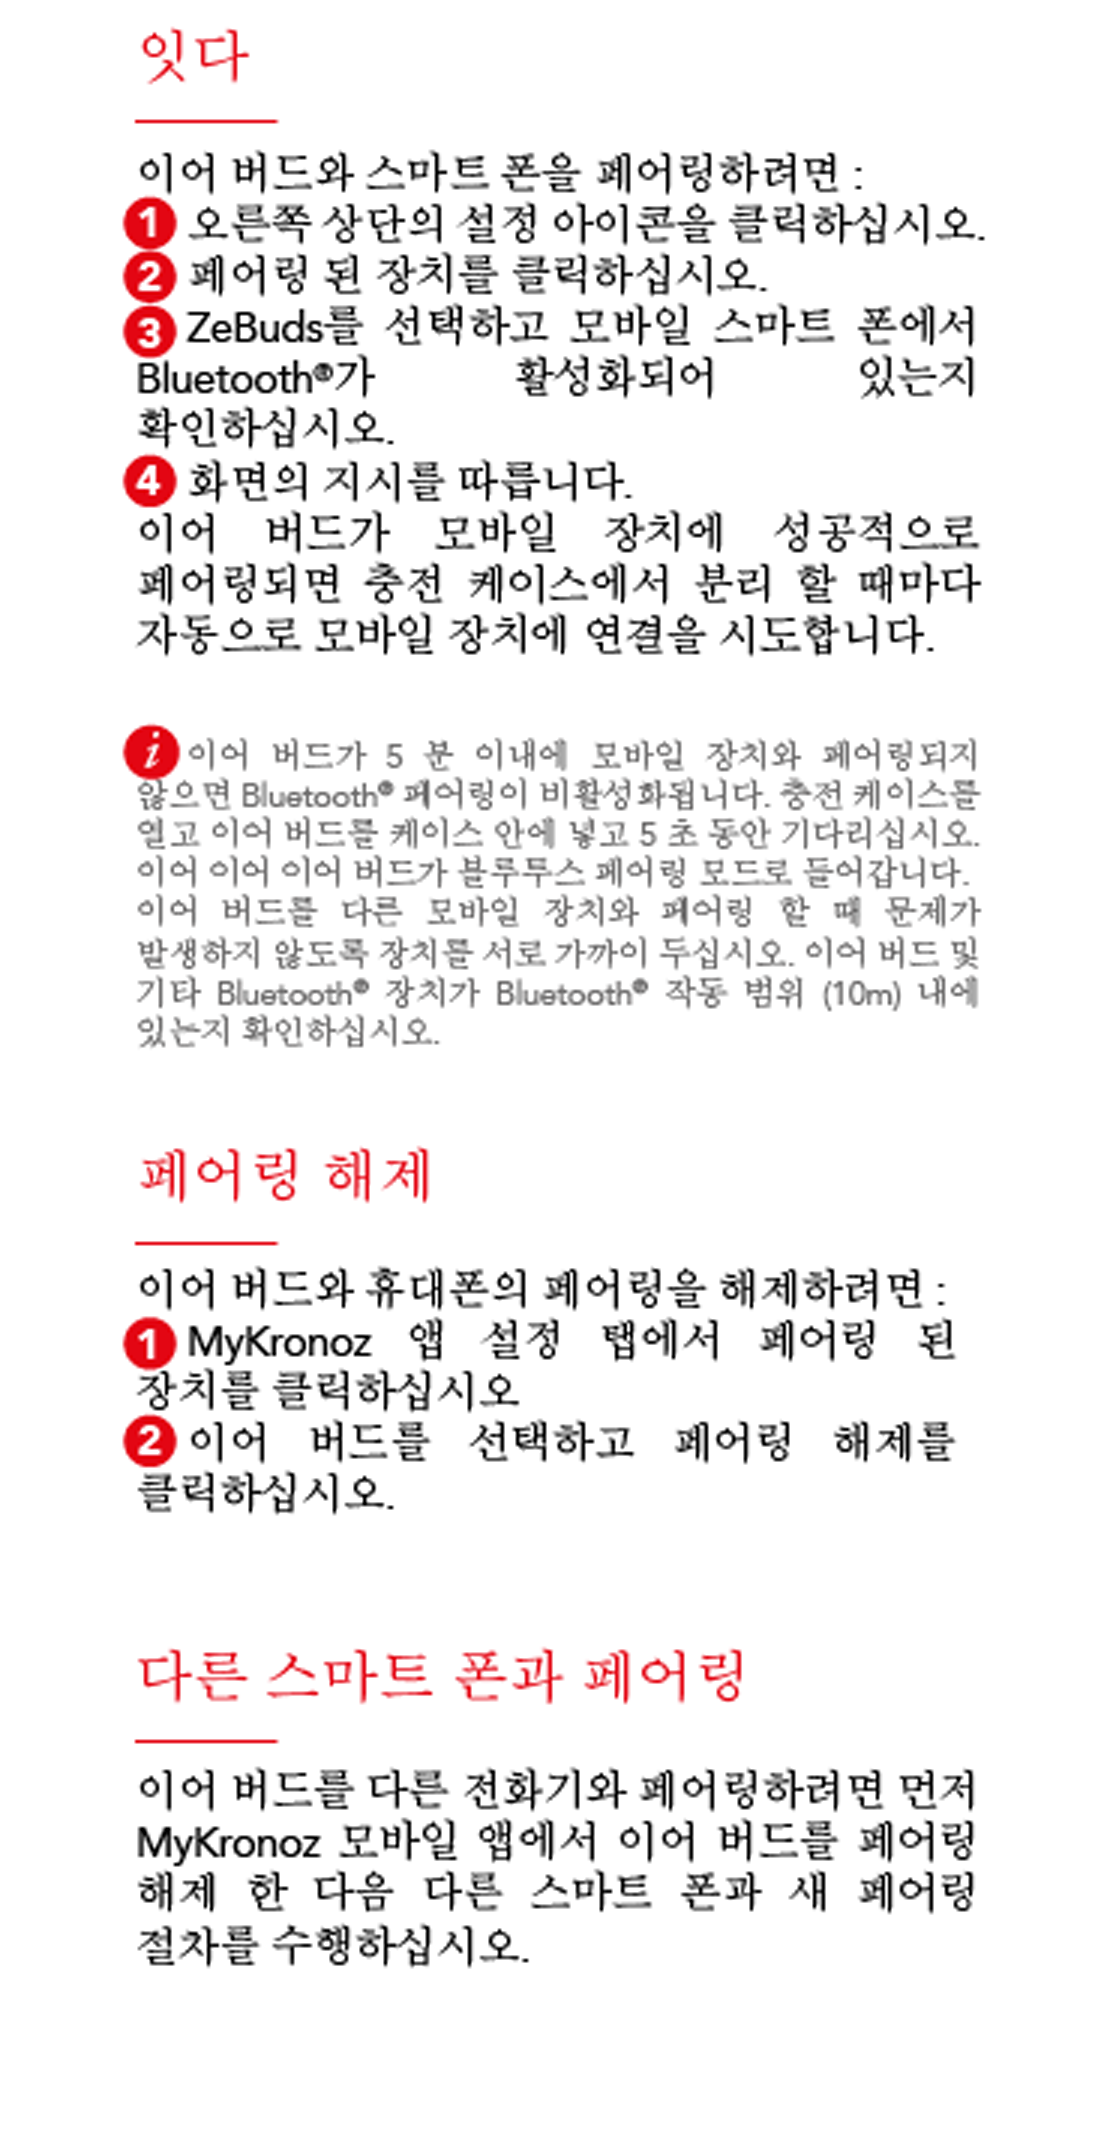 잇다
이어 버드와 스마트 폰을 페어링하려면 :
1 오른쪽 상단의 설정 아이콘을 클릭하십시오.
2 페어링 된 장치를 클릭하십시오.
3 ZeBuds를 선택하고 모바일 스마트 폰에서
Bluetooth®가 활성화되어 있는지
확인하십시오.
4 화면의 지시를 따릅니다.
이어 버드가 모바일 장치에 성공적으로
페어링되면 충전 케이스에서 분리 할 때마다
자동으로 모바일 장치에 연결을 시도합니다.
i 이어 버드가 5 분 이내에 모바일 장치와 페어링되지
않으면 Bluetooth® 페어링이 비활성화됩니다. 충전 케이스를
열고 이어 버드를 케이스 안에 넣고 5 초 동안 기다리십시오.
이어 이어 이어 버드가 블루투스 페어링 모드로 들어갑니다.
이어 버드를 다른 모바일 장치와 페어링 할 때 문제가
발생하지 않도록 장치를 서로 가까이 두십시오. 이어 버드 및
기타 Bluetooth® 장치가 Bluetooth® 작동 범위 (10m) 내에
있는지 확인하십시오.
페어링 해제
이어 버드와 휴대폰의 페어링을 해제하려면 :
1 MyKronoz 앱 설정 탭에서 페어링 된
장치를 클릭하십시오
2 이어 버드를 선택하고 페어링 해제를
클릭하십시오.
다른 스마트 폰과 페어링
이어 버드를 다른 전화기와 페어링하려면 먼저
MyKronoz 모바일 앱에서 이어 버드를 페어링
해제 한 다음 다른 스마트 폰과 새 페어링
절차를 수행하십시오.